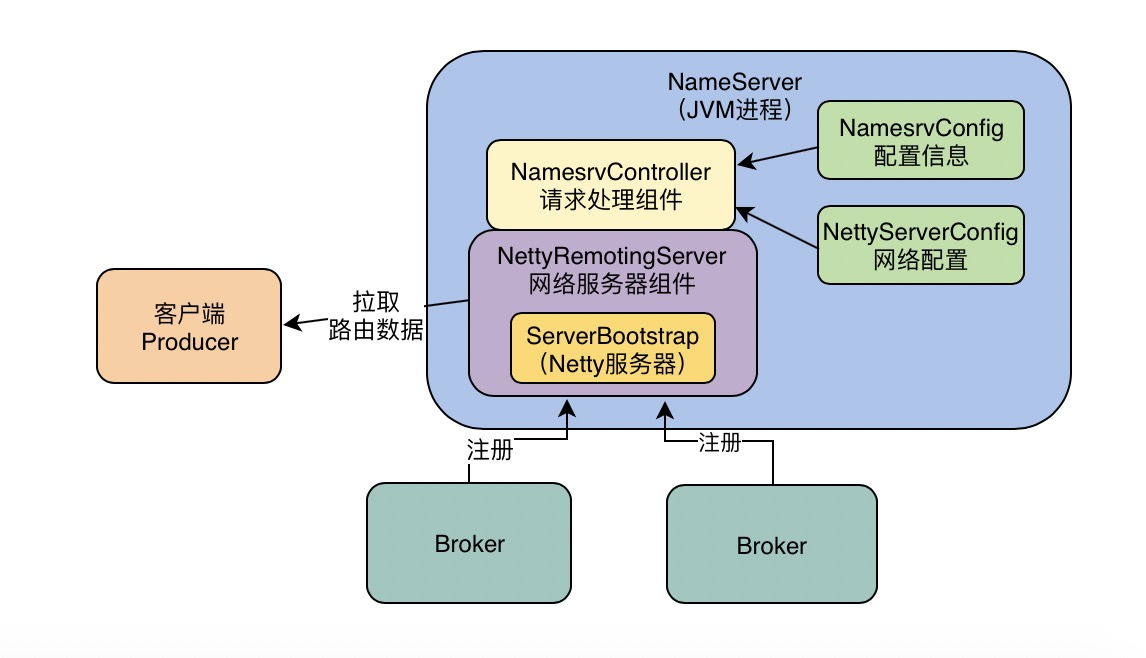 NameServer
（JVM进程）
NamesrvConfig
配置信息
NamesrvController
请求处理组件
NettyServerConfig
网络配置
NettyRemotingServer
网络服务器组件
ServerBootstrap
（Netty服务器）
拉取
路由数据
客户端
Producer
注册
注册
Broker
Broker